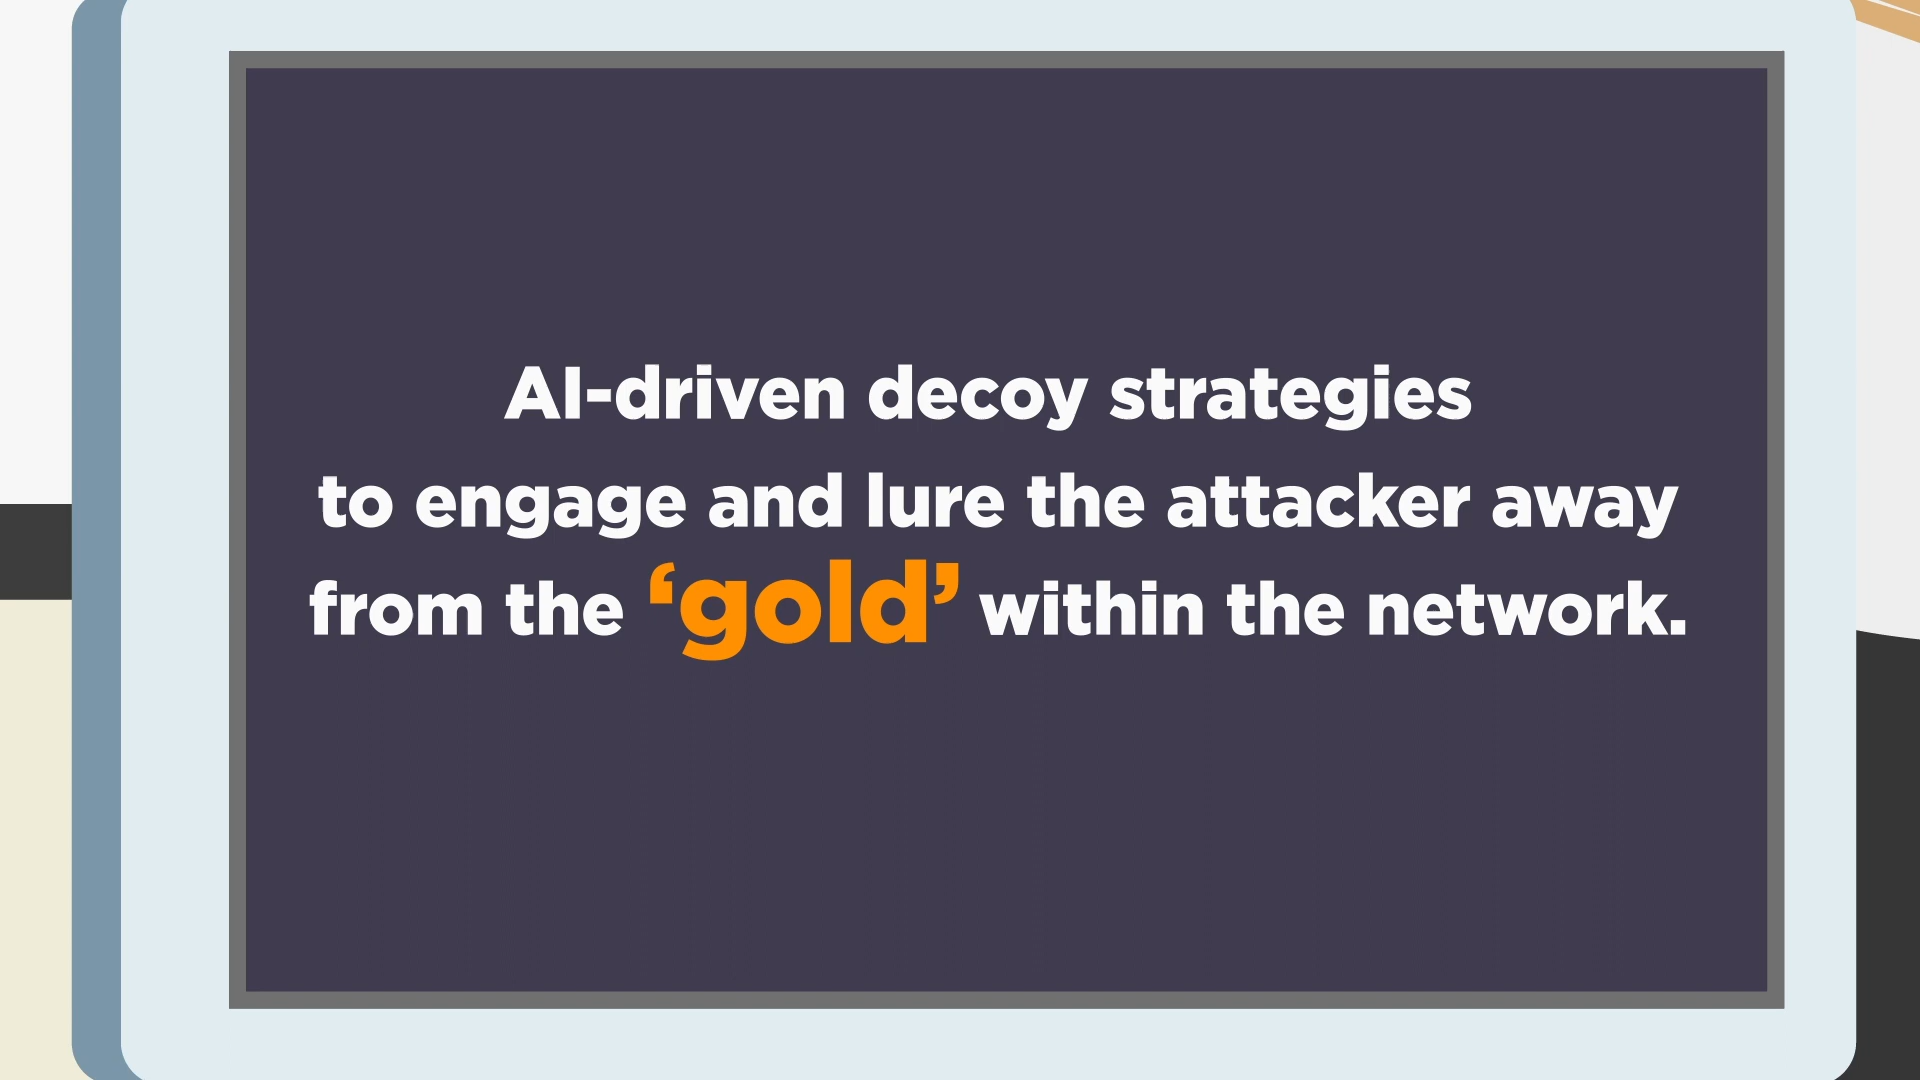 AI-driven decoy strategies
to engage and lure the attacker away
from the ‘gold’ within the network.